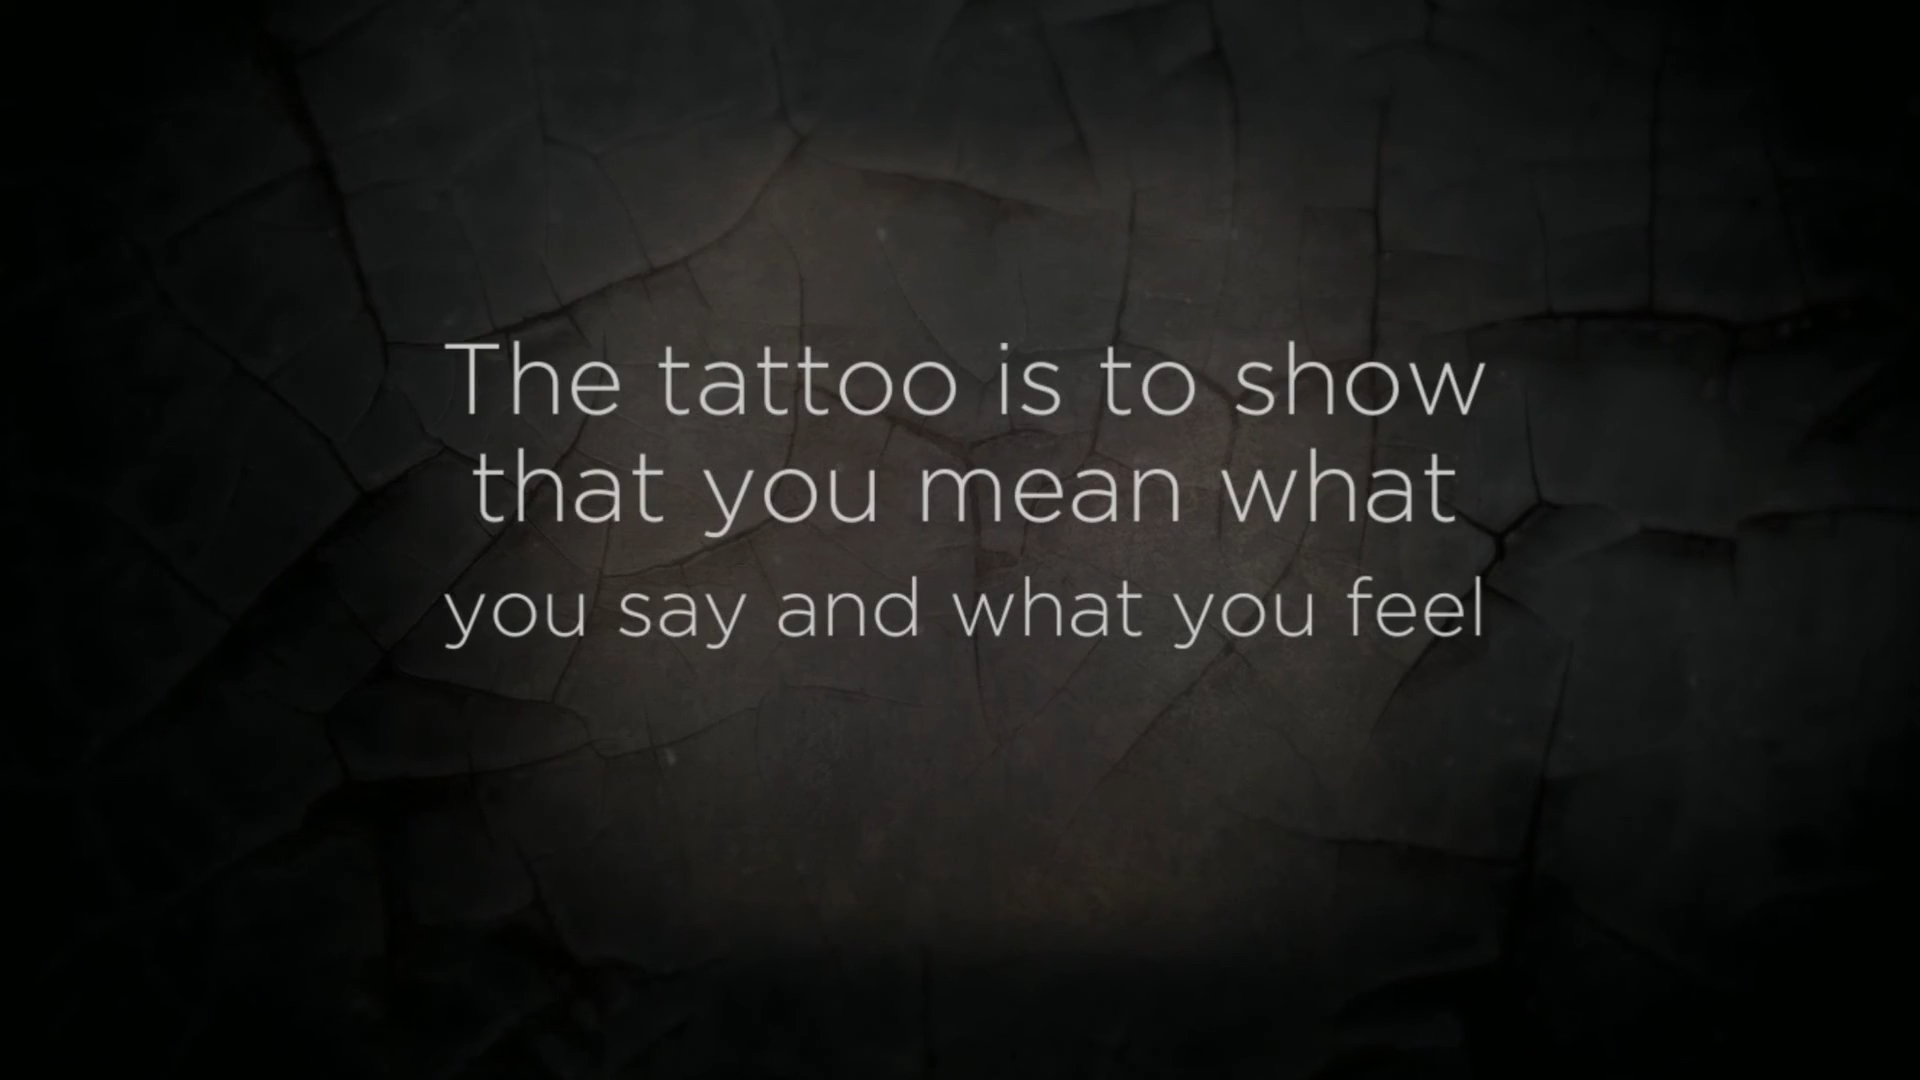 The tattoo is to show
that you mean what
you say and what you feel